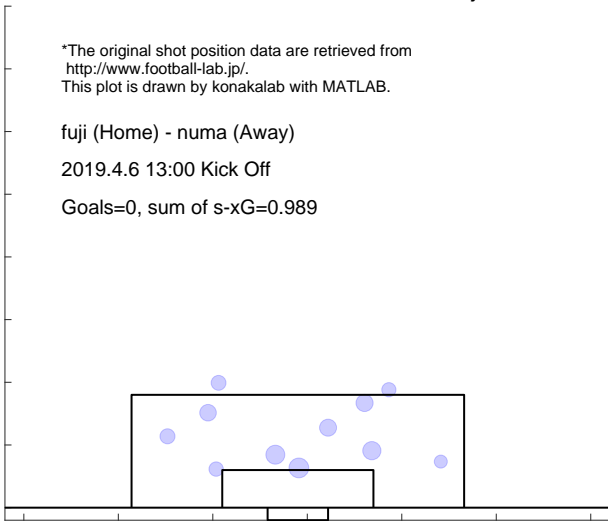 *The original shot position data are retrieved from
http://www.football-lab.jp/.
This plot is drawn by konakalab with MATLAB.
fuji (Home) - numa (Away)
2019.4.6 13:00 Kick Off
Goals=0, sum of s-xG=0.989